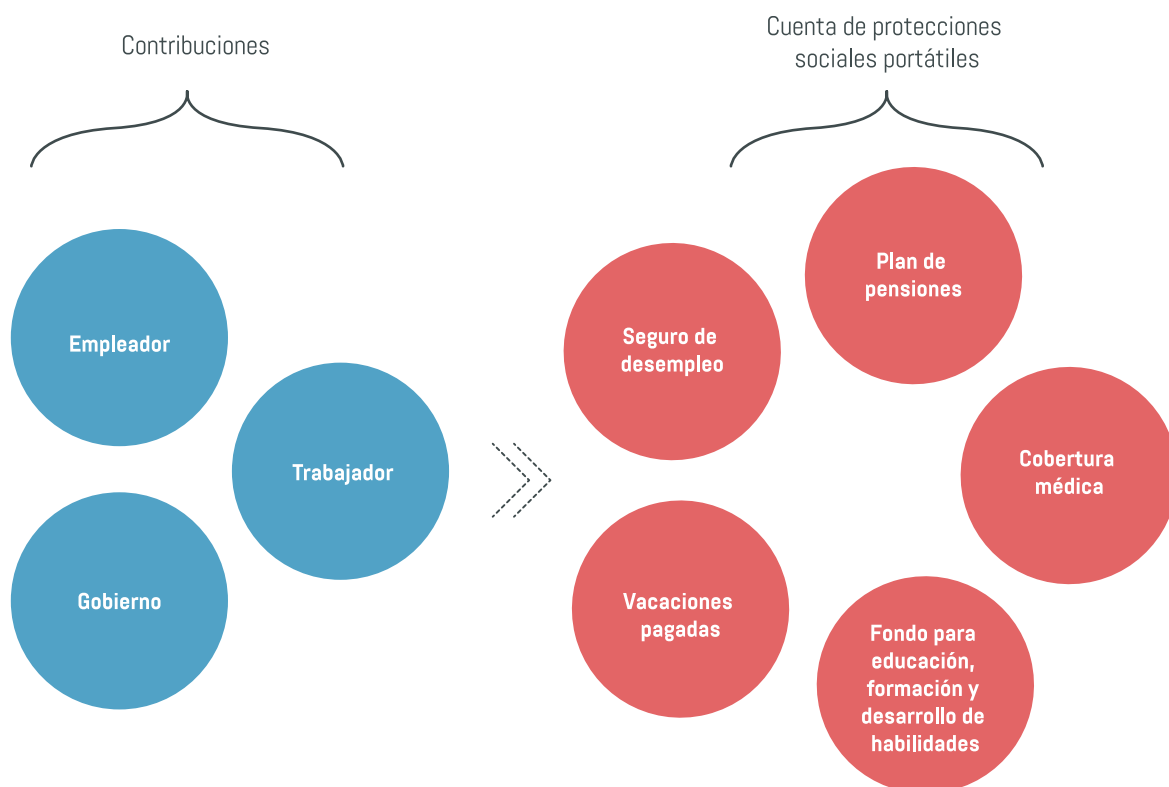 Contribuciones
Cuenta de protecciones
sociales portátiles
Empleador
Trabajador
Gobierno
Plan de
pensiones
Seguro de
desempleo
Cobertura
médica
Vacaciones
pagadas
Fondo para
educación,
formación y
desarrollo de
habilidades